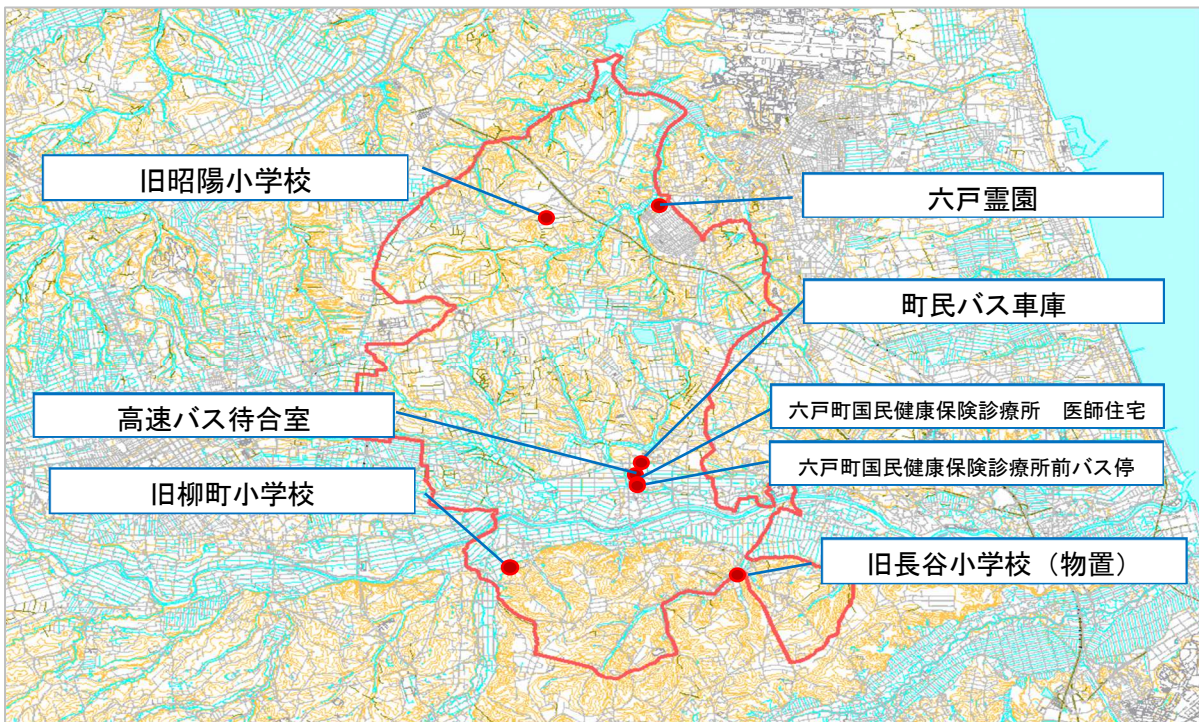 旧昭陽小学校
六戸霊園
町民バス車庫
高速バス待合室
六戸町国民健康保険診療所　医師住宅
六戸町国民健康保険診療所前バス停
旧柳町小学校
旧長谷小学校（物置）